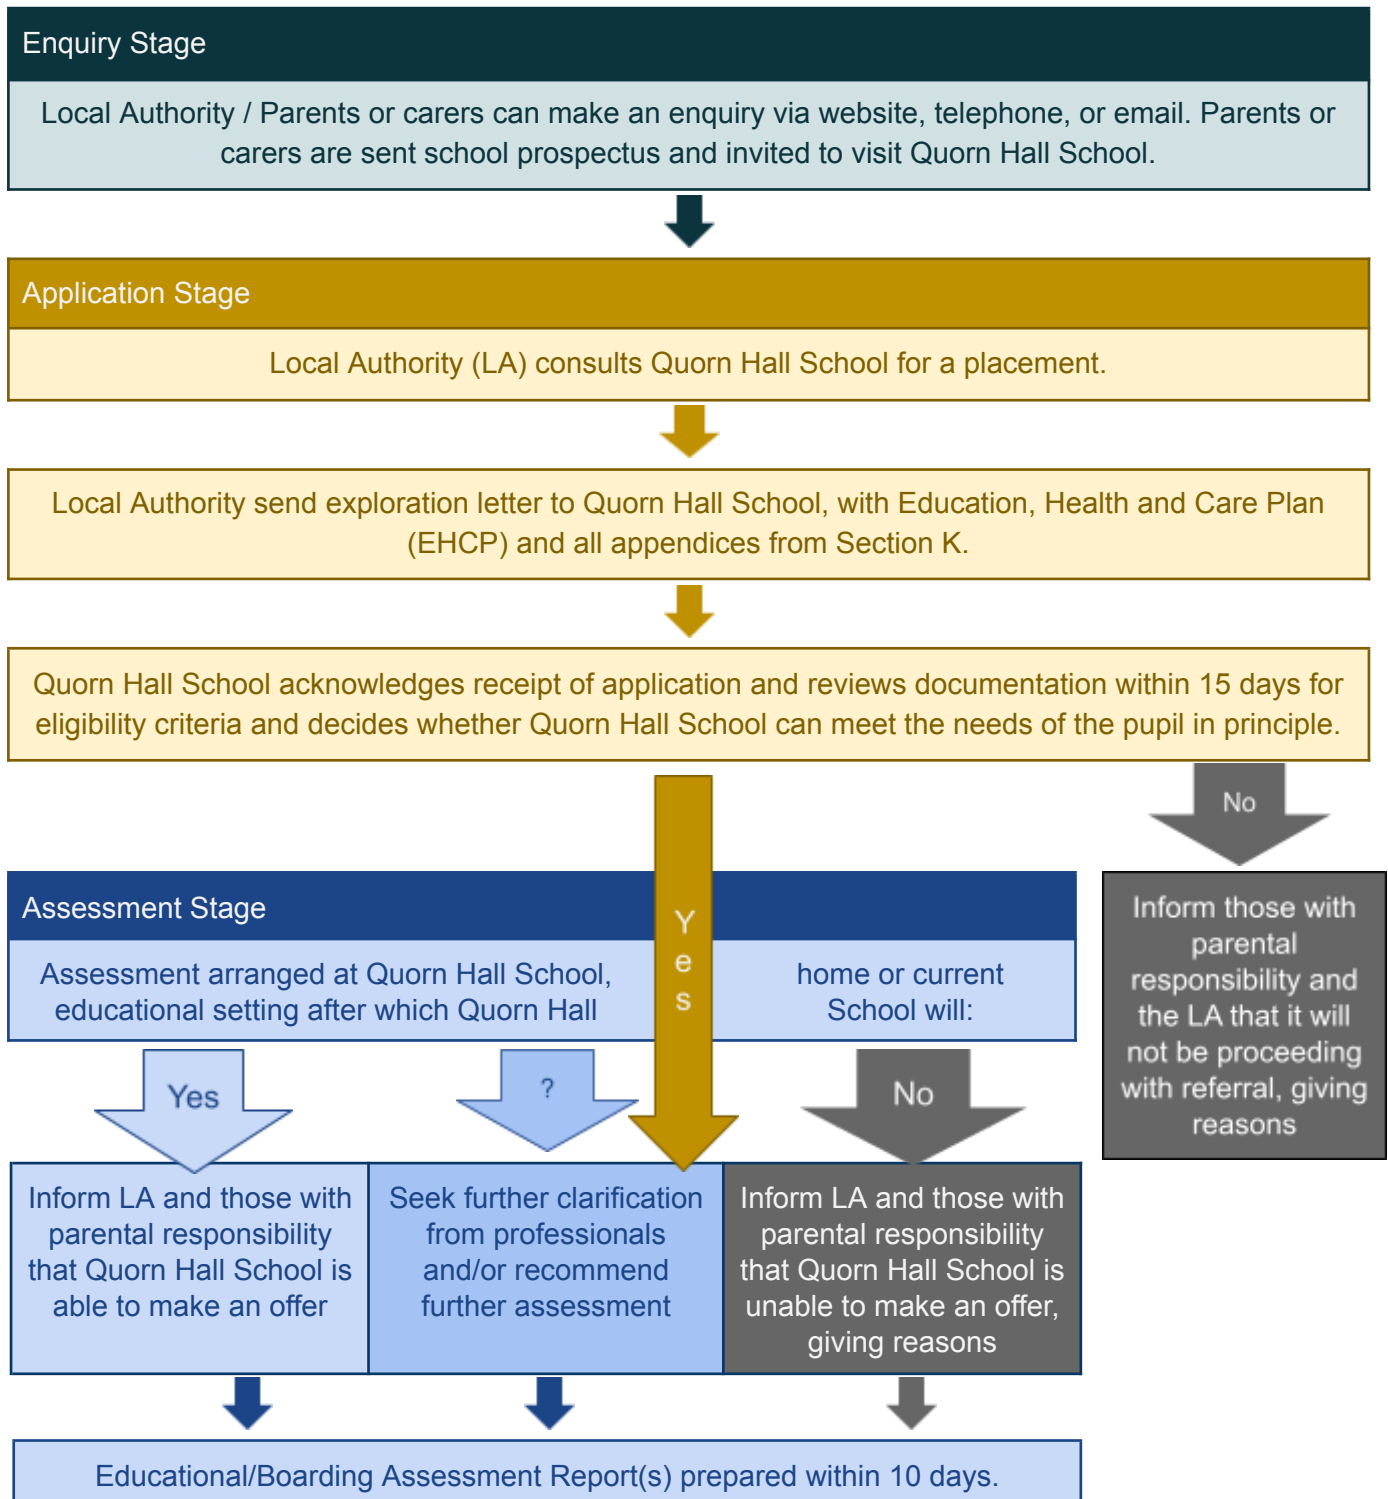 Enquiry Stage
Local Authority / Parents or carers can make an enquiry via website, telephone, or email. Parents or
carers are sent school prospectus and invited to visit Quorn Hall School.
Application Stage
Local Authority (LA) consults Quorn Hall School for a placement.
Local Authority send exploration letter to Quorn Hall School, with Education, Health and Care Plan
(EHCP) and all appendices from Section K.
Quorn Hall School acknowledges receipt of application and reviews documentation within 15 days for
eligibility criteria and decides whether Quorn Hall School can meet the needs of the pupil in principle.
No
Inform those with
parental
responsibility and
the LA that it will
not be proceeding
with referral, giving
reasons
Y
e
s
Assessment Stage
Assessment arranged at Quorn Hall School, home or current
educational setting after which Quorn Hall School will:
Yes
?
No
Inform LA and those with
parental responsibility
that Quorn Hall School is
able to make an offer
Seek further clarification
from professionals
and/or recommend
further assessment
Inform LA and those with
parental responsibility
that Quorn Hall School is
unable to make an offer,
giving reasons
Educational/Boarding Assessment Report(s) prepared within 10 days.